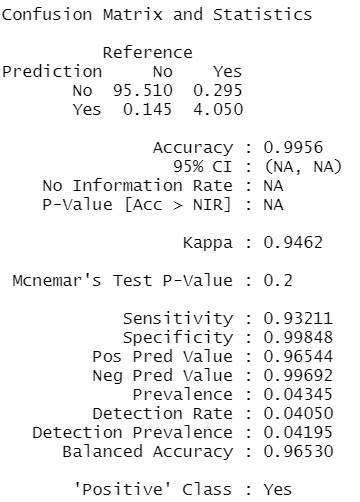 Confusion Matrix and Statistics
Reference
Prediction No Yes
No 95.510 0.295
Yes 0.145 4.050
Accuracy : 0.9956
95% CI : (NA, NA)
No Information Rate : NA
P-Value [Acc > NIR] : NA
Kappa : 0.9462
Mcnemar's Test P-Value : 0.2
Sensitivity : 0.93211
Specificity : 0.99848
Pos Pred Value : 0.96544
Neg Pred Value : 0.99692
Prevalence : 0.04345
Detection Rate : 0.04050
Detection Prevalence : 0.04195
Balanced Accuracy : 0.96530
'Positive' Class : Yes